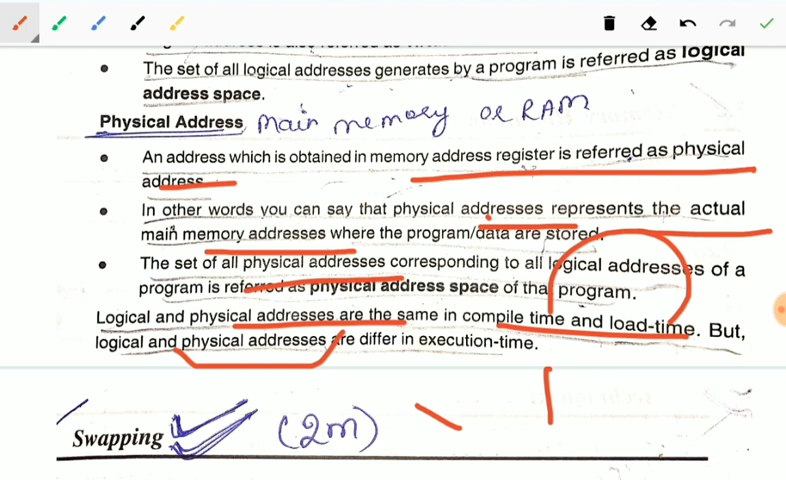 The set of all logical addresses generates by a program is referred as logical
address space.
Physical Address main memory or RAM
An address which is obtained in memory address register is referred as physical
address
In other words you can say that physical addresses represents the actual
main memory addresses where the program/data are stored.
The set of all physical addresses corresponding to all logical addresses of a
program is referred as physical address space of that program.
Logical and physical addresses are the same in compile time and load-time. But,
logical and physical addresses are differ in execution-time.
Swapping (2m)